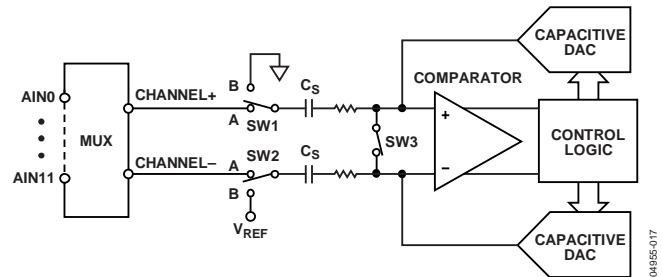 CAPACITIVE
DAC
COMPARATOR
B
CS
AIN0
CHANNEL+
A
SW1
+
MUX
SW3
CONTROL
LOGIC
CHANNEL–
A
SW2
CS
–
AIN11
B
VREF
CAPACITIVE
DAC
04955-017